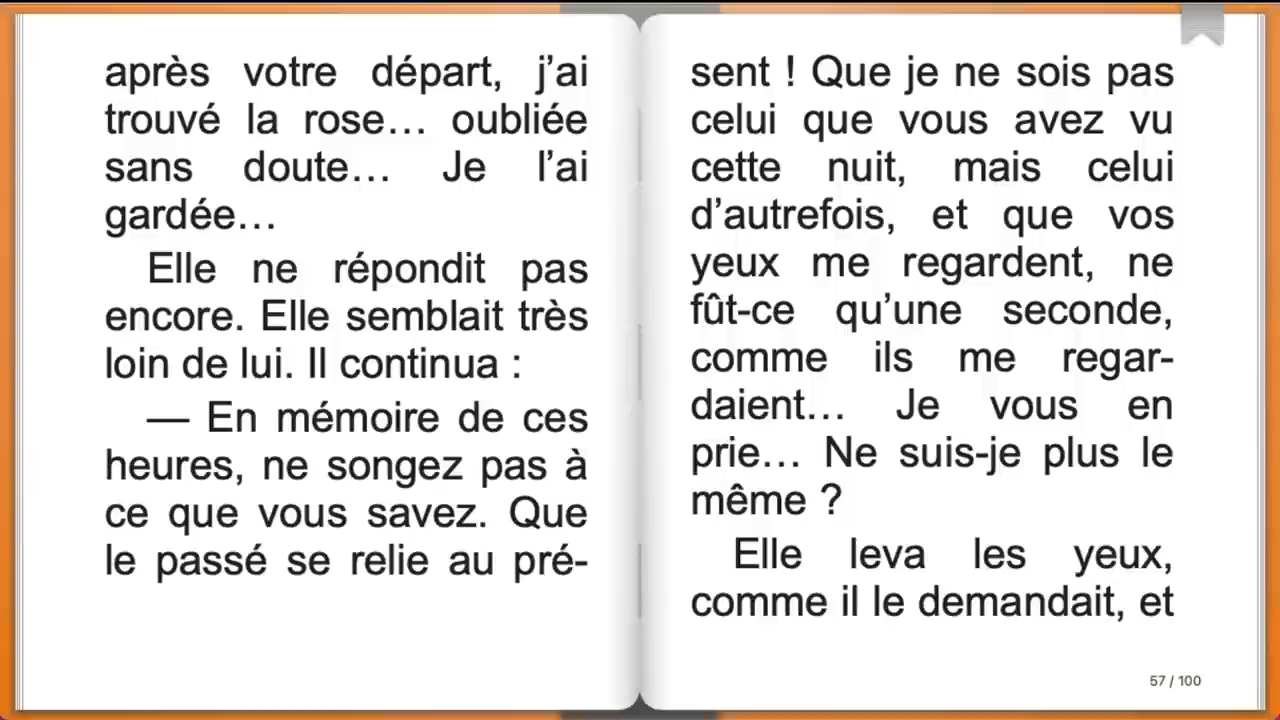 après votre départ, j’ai
trouvé la rose… oubliée
sans doute… Je l’ai
gardée…
Elle ne répondit pas
encore. Elle semblait très
loin de lui. Il continua :
— En mémoire de ces
heures, ne songez pas à
ce que vous savez. Que
le passé se relie au pré-
sent ! Que je ne sois pas
celui que vous avez vu
cette nuit, mais celui
d’autrefois, et que vos
yeux me regardent, ne
fût-ce qu’une seconde,
comme ils me regar-
daient… Je vous en
prie… Ne suis-je plus le
même ?
Elle leva les yeux,
comme il le demandait, et
57 / 100